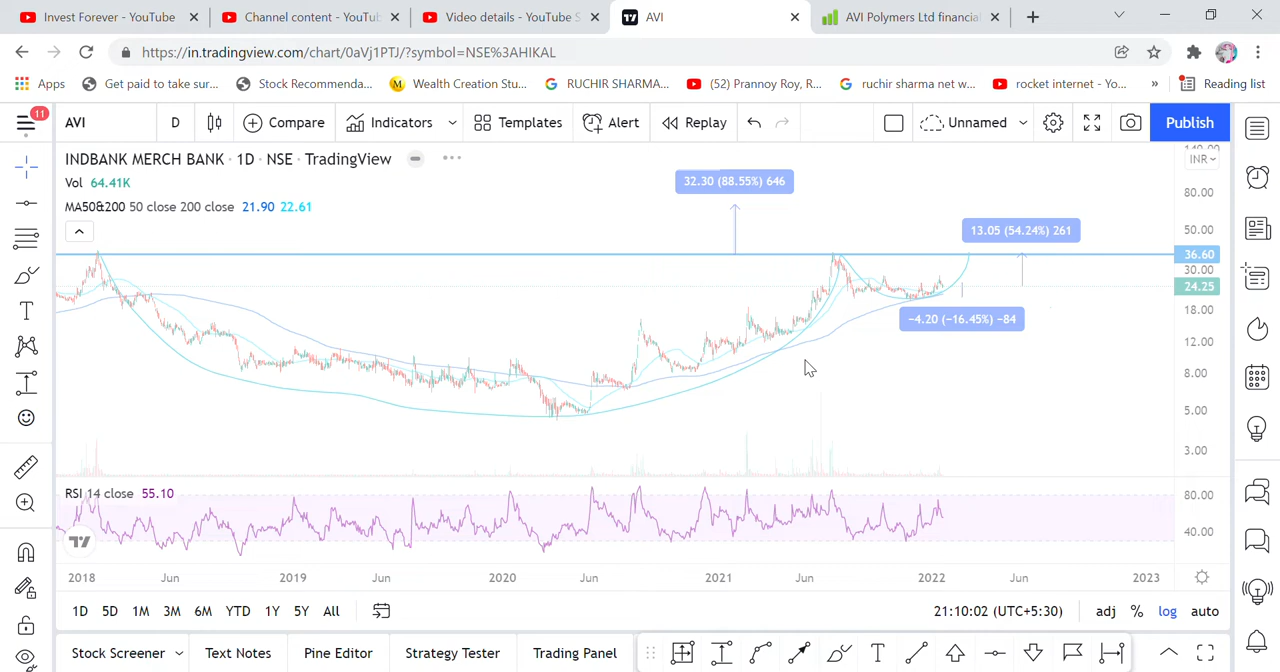 Invest Forever - YouTube
Channel content - YouTub
Video details - YouTube S
AVI
AVI Polymers Ltd financial
https://in.tradingview.com/chart/0aVj1PTJ/?symbol=NSE%3AHIKAL
Apps
Get paid to take sur...
Stock Recommenda...
Wealth Creation Stu...
RUCHIR SHARMA...
(52) Prannoy Roy, R...
ruchir sharma net w...
rocket internet - Yo...
»
Reading list
11
AVI
D
Compare
Indicators
Templates
Alert
Replay
Unnamed
Publish
INDBANK MERCH BANK · 1D · NSE · TradingView
Vol 64.41K
MA50&200 50 close 200 close 21.90 22.61
32.30 (88.55%) 646
13.05 (54.24%) 261
−4.20 (−16.45%) −84
140.00
INR
80.00
50.00
36.60
30.00
24.25
18.00
12.00
8.00
5.00
3.00
RSI 14 close 55.10
80.00
40.00
2018
Jun
2019
Jun
2020
Jun
2021
Jun
2022
Jun
2023
1D
5D
1M
3M
6M
YTD
1Y
5Y
All
21:10:02 (UTC+5:30)
adj
%
log
auto
Stock Screener
Text Notes
Pine Editor
Strategy Tester
Trading Panel